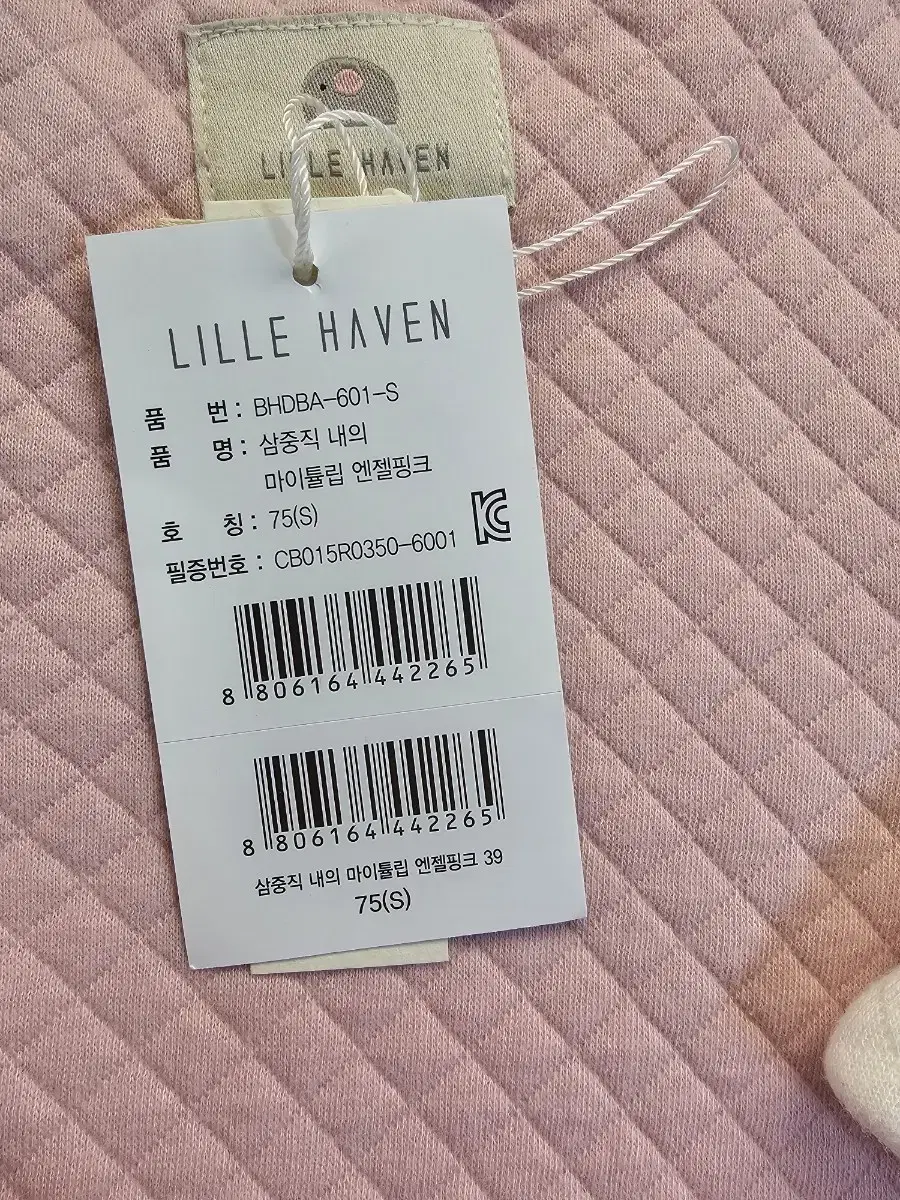 LILLE HAVEN
LILLE HAVEN
품 번 : BHDBA-601-S
품 명 : 삼중직 내의
마이튤립 엔젤핑크
호 칭 : 75(S)
필증번호 : CB015R0350-6001
8 806164 442265
8 806164 442265
삼중직 내의 마이튤립 엔젤핑크 39
75(S)